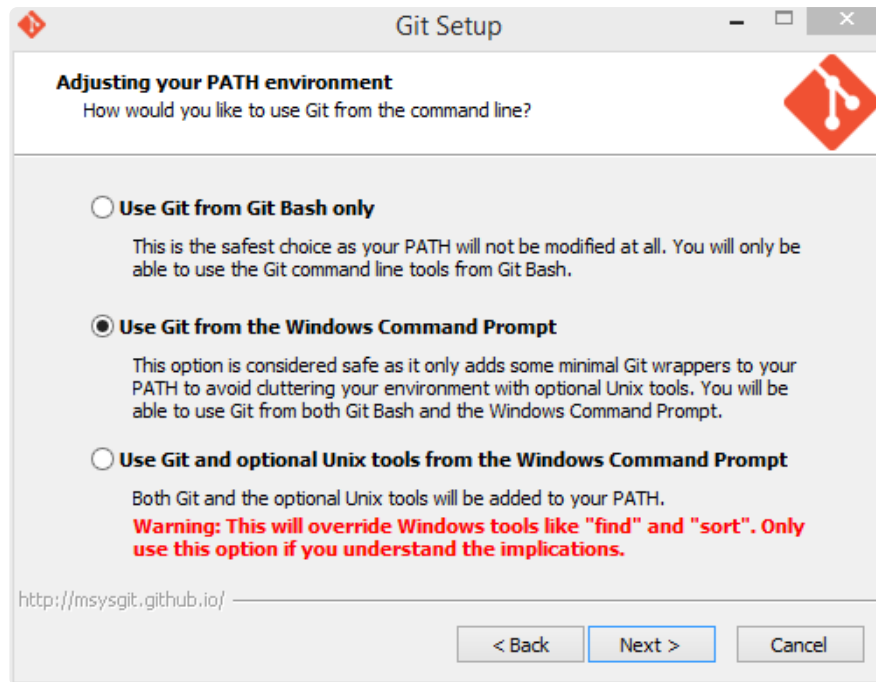 Git Setup
Adjusting your PATH environment
How would you like to use Git from the command line?
Use Git from Git Bash only
This is the safest choice as your PATH will not be modified at all. You will only be
able to use the Git command line tools from Git Bash.
Use Git from the Windows Command Prompt
This option is considered safe as it only adds some minimal Git wrappers to your
PATH to avoid cluttering your environment with optional Unix tools. You will be
able to use Git from both Git Bash and the Windows Command Prompt.
Use Git and optional Unix tools from the Windows Command Prompt
Both Git and the optional Unix tools will be added to your PATH.
Warning: This will override Windows tools like "find" and "sort". Only
use this option if you understand the implications.
http://msysgit.github.io/
< Back Next > Cancel